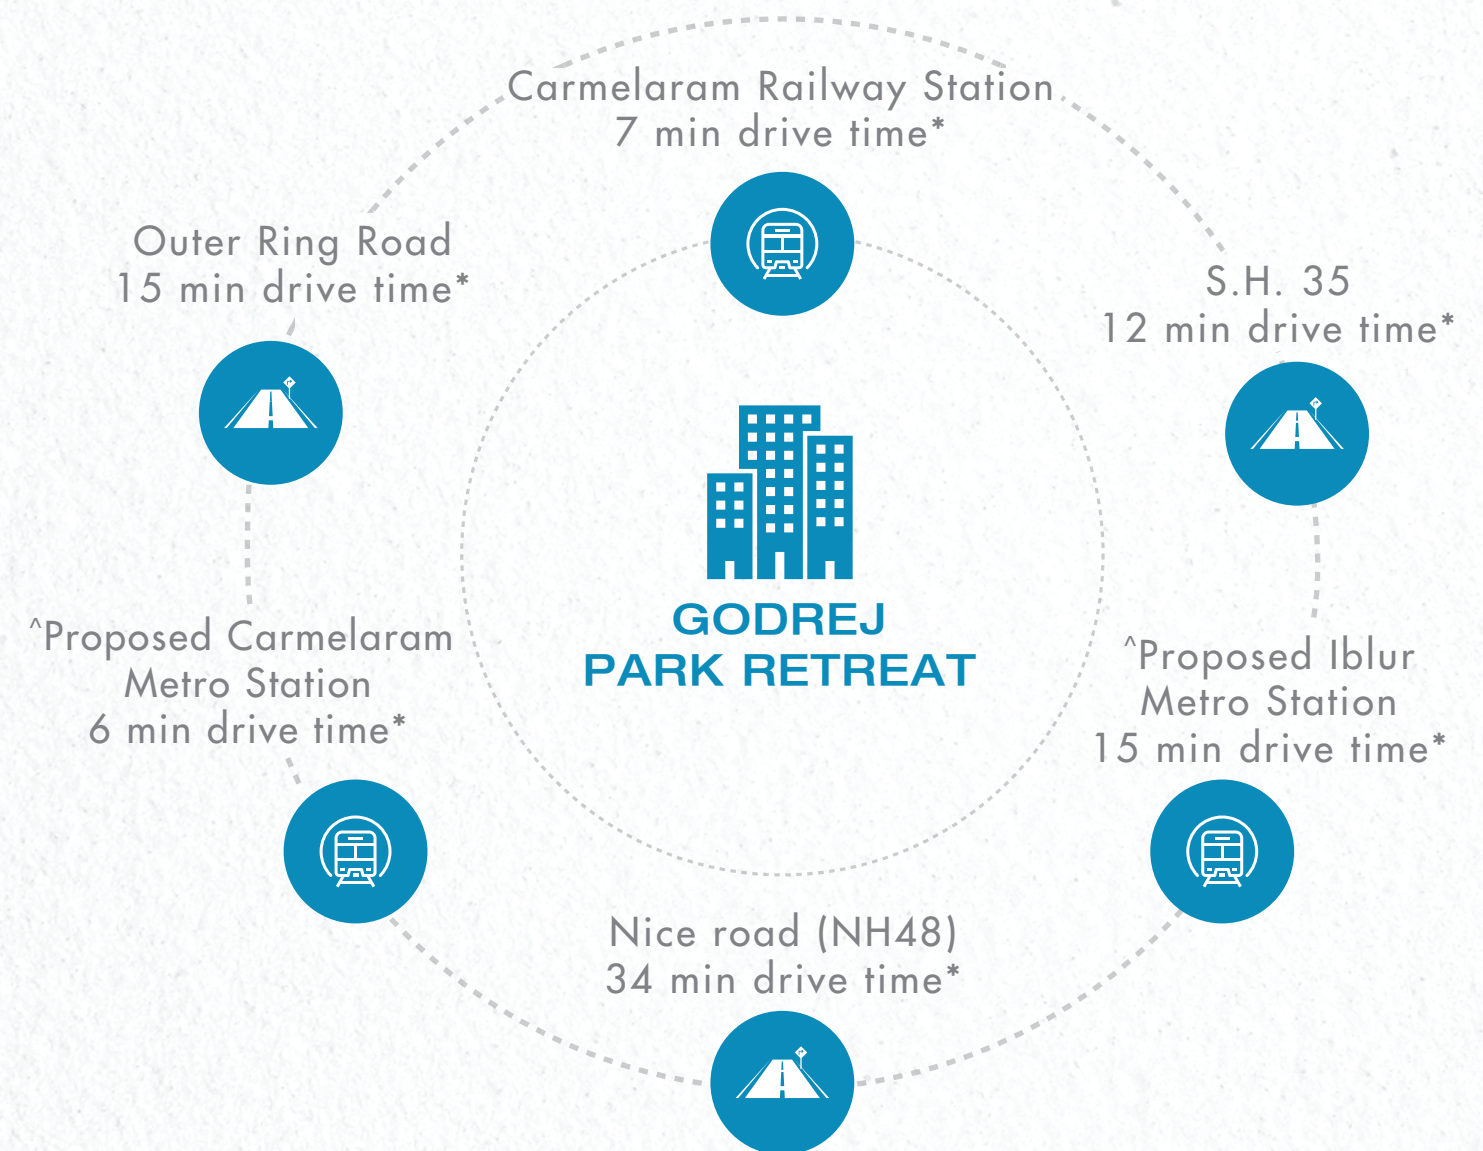 Carmelaram Railway Station
7 min drive time*
Outer Ring Road
15 min drive time*
S.H. 35
12 min drive time*
GODREJ
PARK RETREAT
^Proposed Carmelaram
Metro Station
6 min drive time*
^Proposed Iblur
Metro Station
15 min drive time*
Nice road (NH48)
34 min drive time*